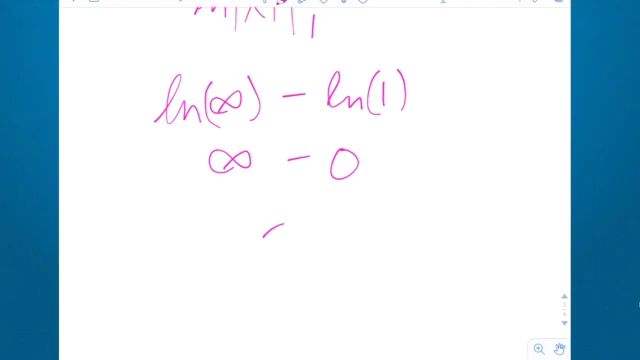 ln(∞) − ln(1)
∞ − 0